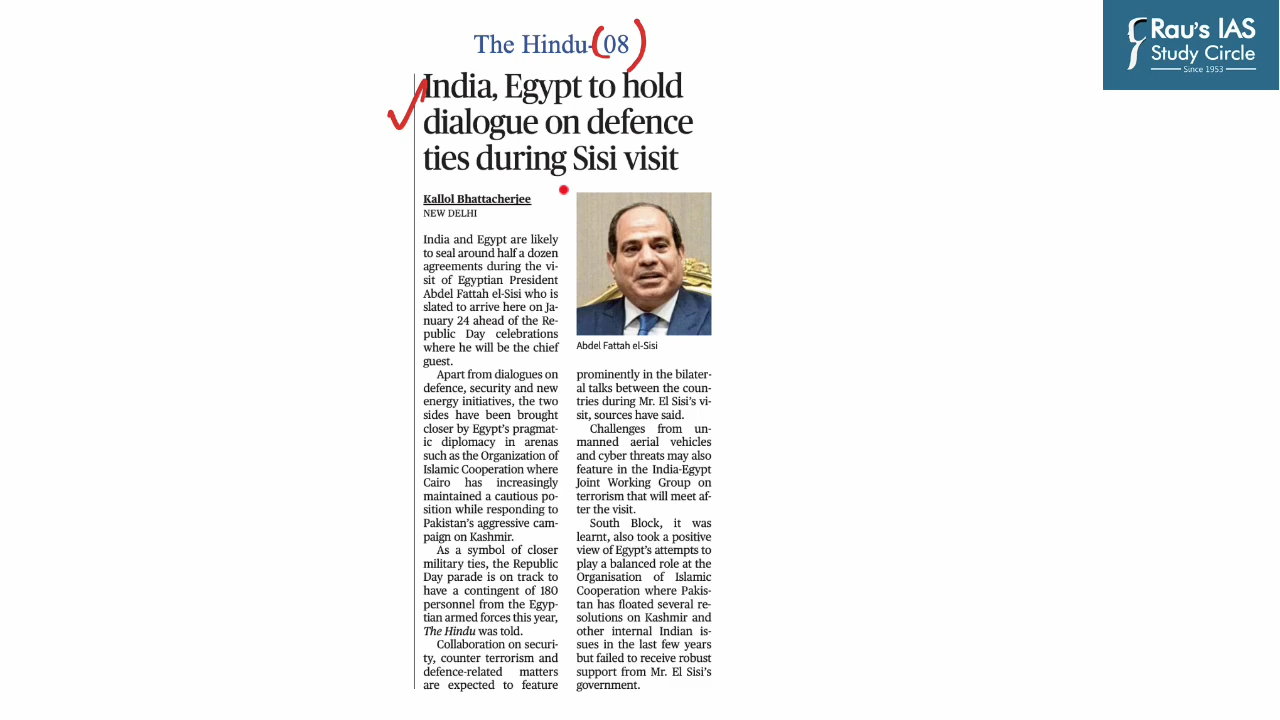 The Hindu-(08)
Rau's IAS
Study Circle
Since 1953
India, Egypt to hold
dialogue on defence
ties during Sisi visit
Kallol Bhattacherjee
NEW DELHI
India and Egypt are likely
to seal around half a dozen
agreements during the vi-
sit of Egyptian President
Abdel Fattah el-Sisi who is
slated to arrive here on Ja-
nuary 24 ahead of the Re-
public Day celebrations
where he will be the chief
guest.
Apart from dialogues on
defence, security and new
energy initiatives, the two
sides have been brought
closer by Egypt's pragmat-
ic diplomacy in arenas
such as the Organization of
Islamic Cooperation where
Cairo has increasingly
maintained a cautious po-
sition while responding to
Pakistan's aggressive cam-
paign on Kashmir.
As a symbol of closer
military ties, the Republic
Day parade is on track to
have a contingent of 180
personnel from the Egyp-
tian armed forces this year,
The Hindu was told.
Collaboration on securi-
ty, counter terrorism and
defence-related matters
are expected to feature
Abdel Fattah el-Sisi
prominently in the bilater-
al talks between the coun-
tries during Mr. El Sisi's vi-
sit, sources have said.
Challenges from un-
manned aerial vehicles
and cyber threats may also
feature in the India-Egypt
Joint Working Group on
terrorism that will meet af-
ter the visit.
South Block, it was
learnt, also took a positive
view of Egypt's attempts to
play a balanced role at the
Organisation of Islamic
Cooperation where Pakis-
tan has floated several re-
solutions on Kashmir and
other internal Indian is-
sues in the last few years
but failed to receive robust
support from Mr. El Sisi's
government.